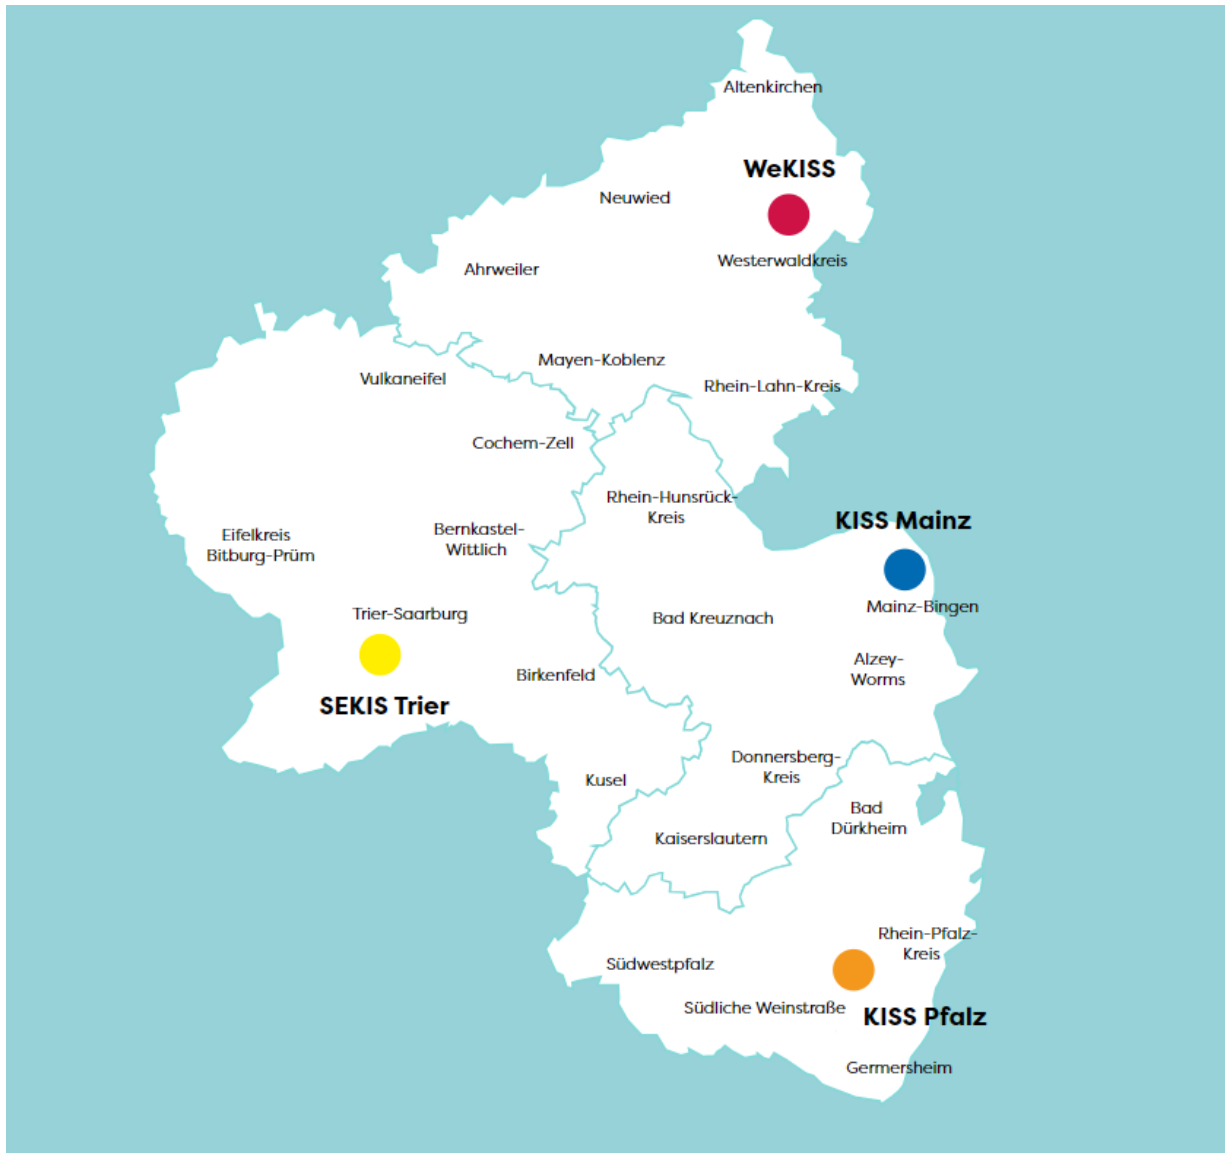 Altenkirchen
WeKISS
Neuwied
Westerwaldkreis
Ahrweiler
Mayen-Koblenz
Vulkaneifel
Rhein-Lahn-Kreis
Cochem-Zell
Rhein-Hunsrück-
Kreis
KISS Mainz
Eifelkreis
Bitburg-Prüm
Bernkastel-
Wittlich
Mainz-Bingen
Trier-Saarburg
Bad Kreuznach
Alzey-
Worms
Birkenfeld
SEKIS Trier
Donnersberg-
Kreis
Kusel
Bad
Dürkheim
Kaiserslautern
Rhein-Pfalz-
Kreis
Südwestpfalz
Südliche Weinstraße
KISS Pfalz
Germersheim